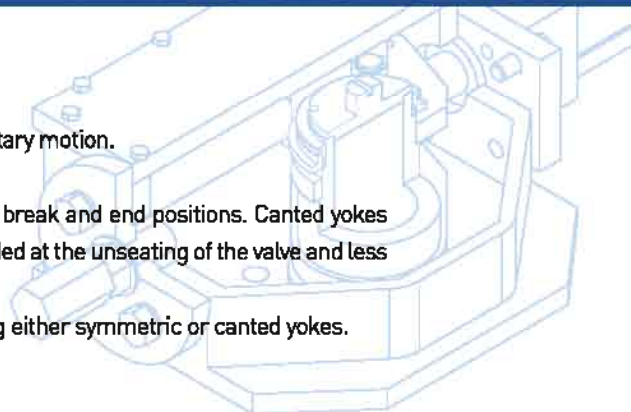 tary motion.
break and end positions. Canted yokes
led at the unseating of the valve and less
g either symmetric or canted yokes.